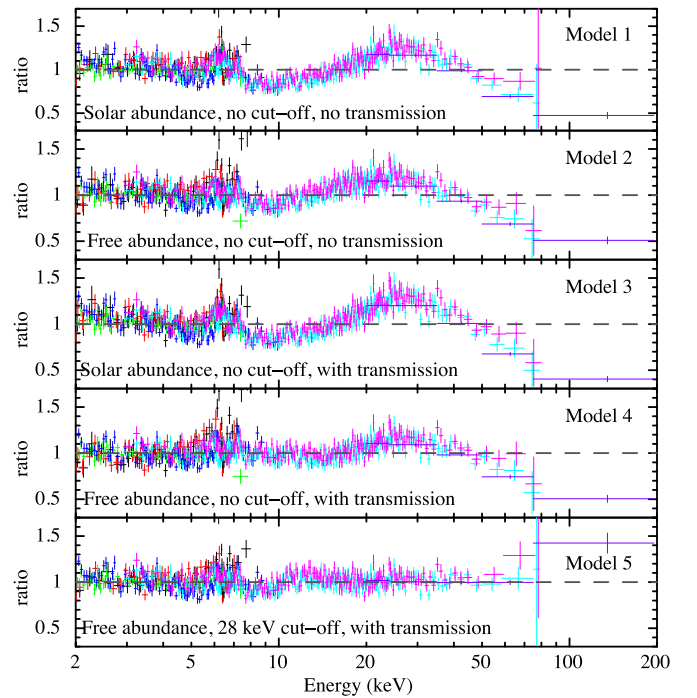 1.5
1
0.5
ratio
Model 1
Solar abundance, no cut−off, no transmission
1.5
1
0.5
ratio
Model 2
Free abundance, no cut−off, no transmission
1.5
1
0.5
ratio
Model 3
Solar abundance, no cut−off, with transmission
1.5
1
0.5
ratio
Model 4
Free abundance, no cut−off, with transmission
1.5
1
0.5
ratio
Model 5
Free abundance, 28 keV cut−off, with transmission
2 5 10 20 50 100 200
Energy (keV)